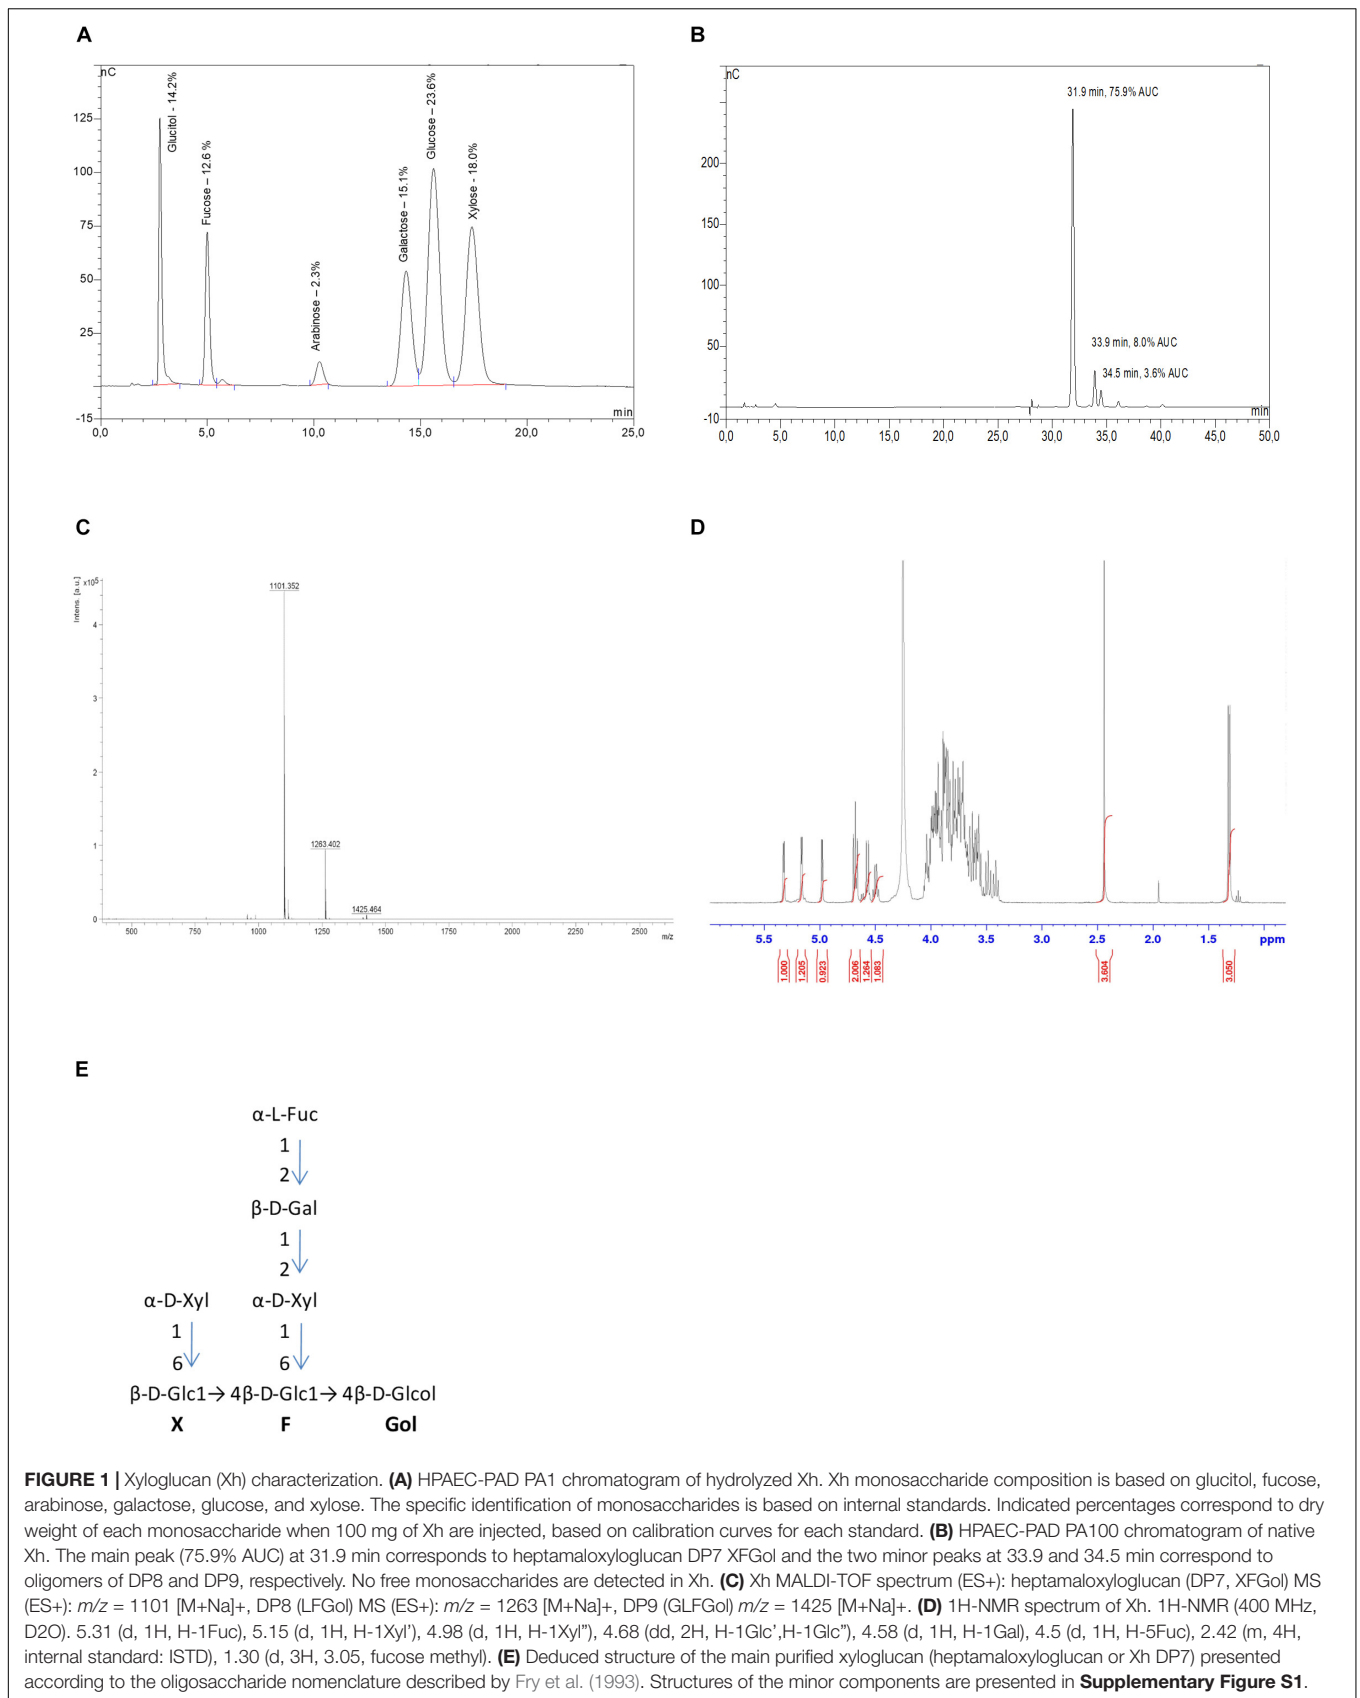 A
nC
125
100
75
50
25
-15
0,0
5,0
10,0
15,0
20,0
25,0
min
Glucitol - 14.2%
Fucose – 12.6 %
Arabinose – 2.3%
Galactose – 15.1%
Glucose – 23.6%
Xylose - 18.0%
B
nC
200
150
100
50
-10
0,0
5,0
10,0
15,0
20,0
25,0
30,0
35,0
40,0
45,0
50,0
min
31.9 min, 75.9% AUC
33.9 min, 8.0% AUC
34.5 min, 3.6% AUC
C
Intens. [a.u.]
x10⁵
4
3
2
1
0
1101.352
1263.402
1425.464
500
750
1000
1250
1500
1750
2000
2250
2500
m/z
D
5.5
5.0
4.5
4.0
3.5
3.0
2.5
2.0
1.5
ppm
1.000
1.205
0.923
2.006
1.264
1.083
3.604
3.050
E
α-L-Fuc
1
2
β-D-Gal
1
2
α-D-Xyl α-D-Xyl
1 1
6 6
β-D-Glc1→ 4β-D-Glc1→ 4β-D-Glcol
X F Gol
FIGURE 1 | Xyloglucan (Xh) characterization. (A) HPAEC-PAD PA1 chromatogram of hydrolyzed Xh. Xh monosaccharide composition is based on glucitol, fucose,
arabinose, galactose, glucose, and xylose. The specific identification of monosaccharides is based on internal standards. Indicated percentages correspond to dry
weight of each monosaccharide when 100 mg of Xh are injected, based on calibration curves for each standard. (B) HPAEC-PAD PA100 chromatogram of native
Xh. The main peak (75.9% AUC) at 31.9 min corresponds to heptamaloxyloglucan DP7 XFGol and the two minor peaks at 33.9 and 34.5 min correspond to
oligomers of DP8 and DP9, respectively. No free monosaccharides are detected in Xh. (C) Xh MALDI-TOF spectrum (ES+): heptamaloxyloglucan (DP7, XFGol) MS
(ES+): m/z = 1101 [M+Na]+, DP8 (LFGol) MS (ES+): m/z = 1263 [M+Na]+, DP9 (GLFGol) m/z = 1425 [M+Na]+. (D) 1H-NMR spectrum of Xh. 1H-NMR (400 MHz,
D2O). 5.31 (d, 1H, H-1Fuc), 5.15 (d, 1H, H-1Xyl’), 4.98 (d, 1H, H-1Xyl”), 4.68 (dd, 2H, H-1Glc’,H-1Glc”), 4.58 (d, 1H, H-1Gal), 4.5 (d, 1H, H-5Fuc), 2.42 (m, 4H,
internal standard: ISTD), 1.30 (d, 3H, 3.05, fucose methyl). (E) Deduced structure of the main purified xyloglucan (heptamaloxyloglucan or Xh DP7) presented
according to the oligosaccharide nomenclature described by Fry et al. (1993). Structures of the minor components are presented in Supplementary Figure S1.